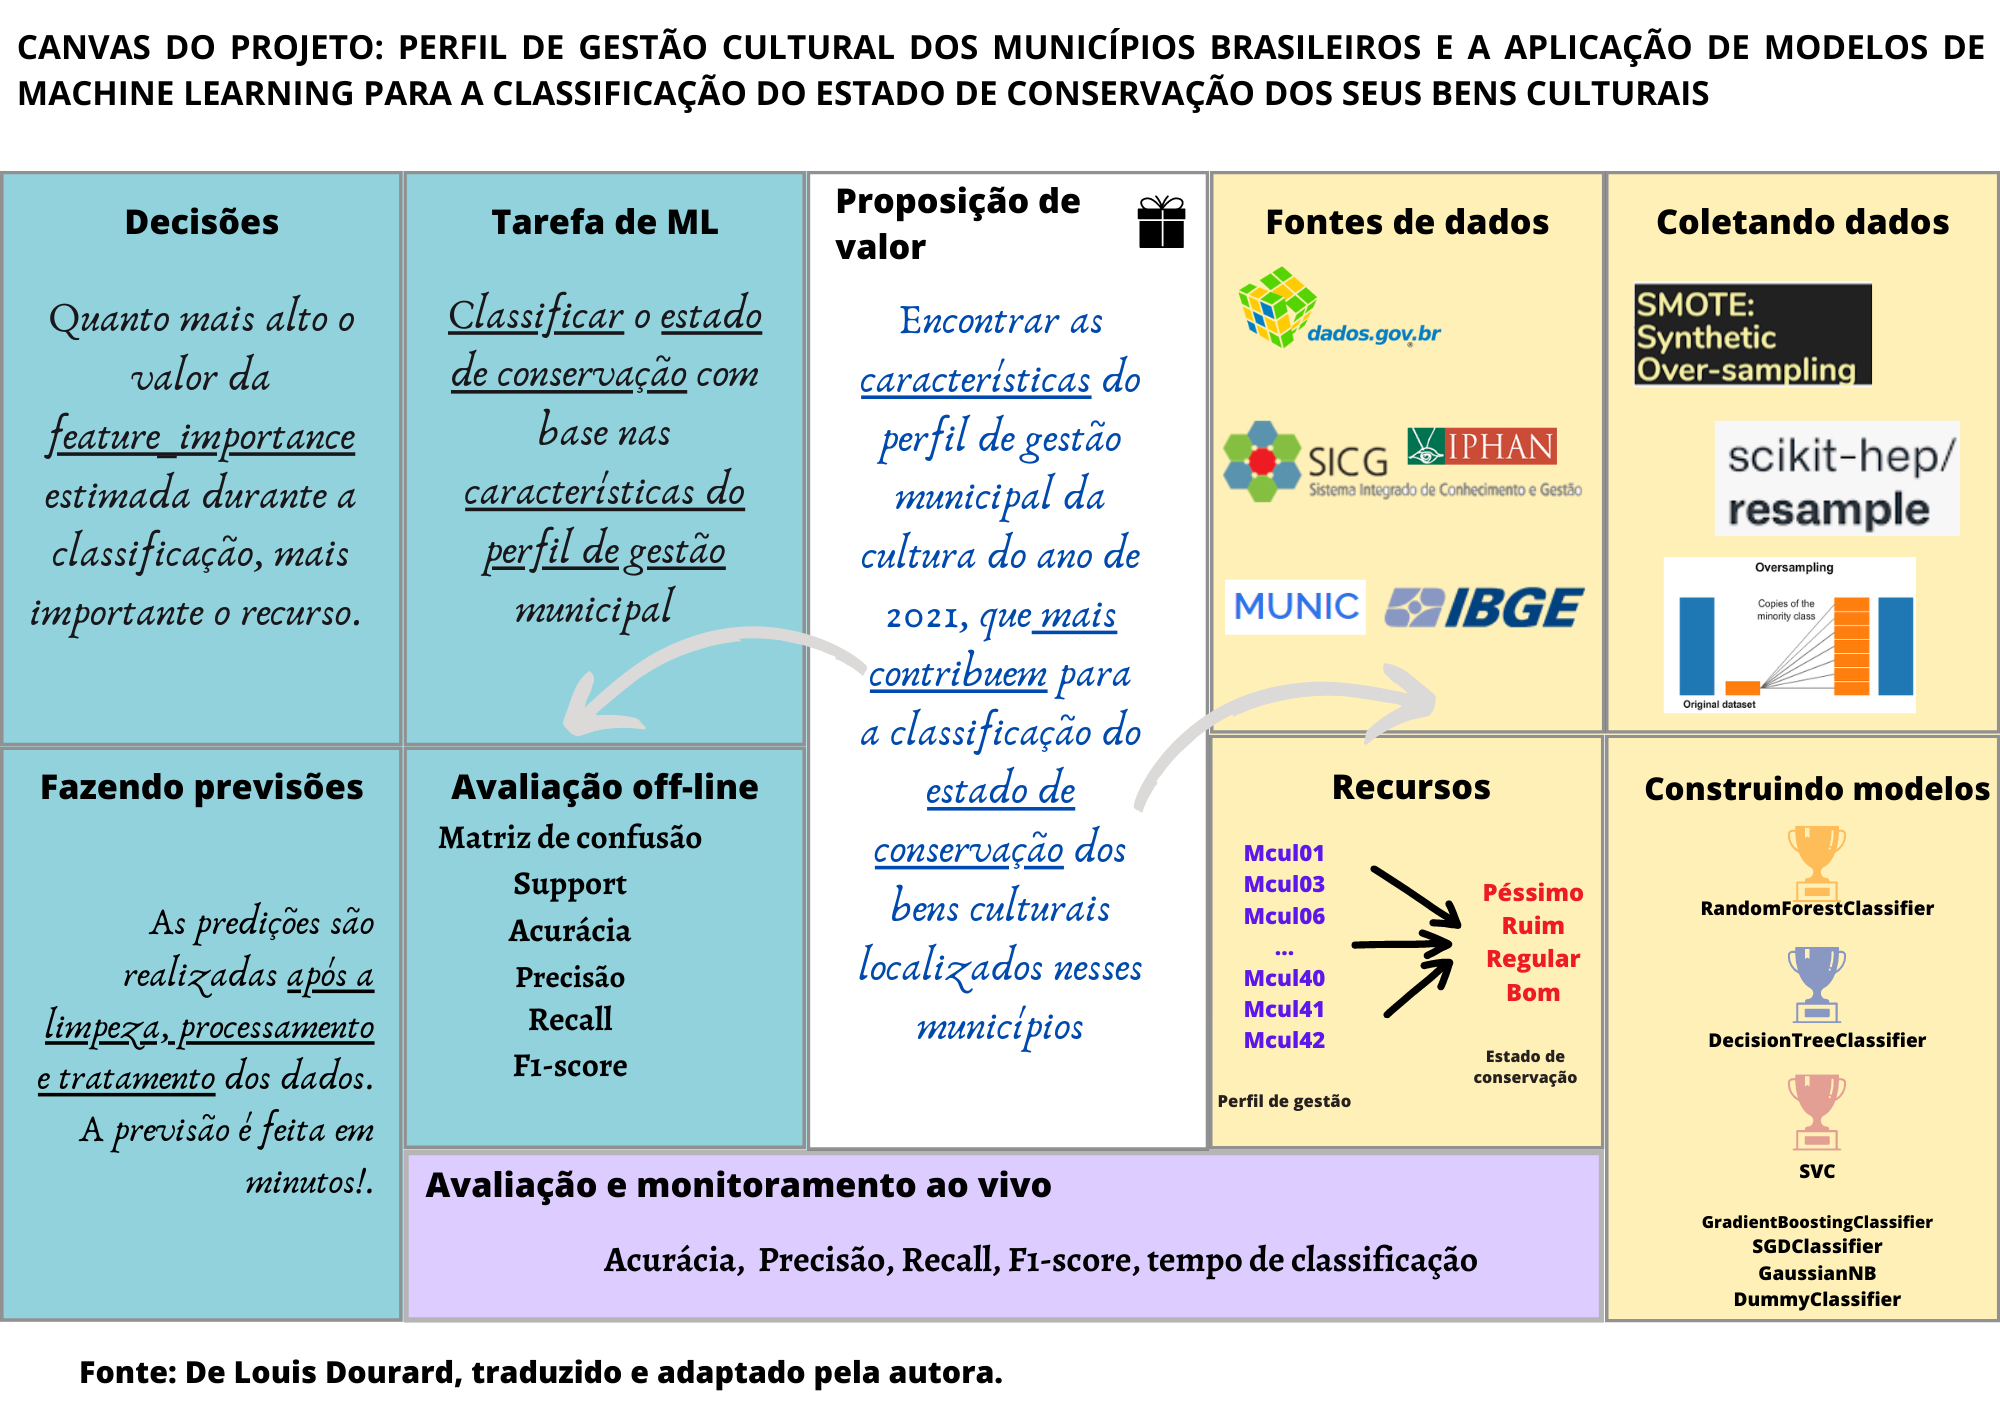 CANVAS DO PROJETO: PERFIL DE GESTÃO CULTURAL DOS MUNICÍPIOS BRASILEIROS E A APLICAÇÃO DE MODELOS DE
MACHINE LEARNING PARA A CLASSIFICAÇÃO DO ESTADO DE CONSERVAÇÃO DOS SEUS BENS CULTURAIS
Decisões
Quanto mais alto o
valor da
feature_importance
estimada durante a
classificação, mais
importante o recurso.
Tarefa de ML
Classificar o estado
de conservação com
base nas
características do
perfil de gestão
municipal
Proposição de
valor
Encontrar as
características do
perfil de gestão
municipal da
cultura do ano de
2021, que mais
contribuem para
a classificação do
estado de
conservação dos
bens culturais
localizados nesses
municípios
Fontes de dados
dados.gov.br
SICG
IPHAN
Sistema Integrado de Conhecimento e Gestão
MUNIC
IBGE
Coletando dados
SMOTE:
Synthetic
Over-sampling
scikit-hep/
resample
Oversampling
Copies of the
minority class
Original dataset
Fazendo previsões
As predições são
realizadas após a
limpeza, processamento
e tratamento dos dados.
A previsão é feita em
minutos!.
Avaliação off-line
Matriz de confusão
Support
Acurácia
Precisão
Recall
F1-score
Recursos
Mcul01
Mcul03
Mcul06
...
Mcul40
Mcul41
Mcul42
Perfil de gestão
Péssimo
Ruim
Regular
Bom
Estado de
conservação
Construindo modelos
RandomForestClassifier
DecisionTreeClassifier
SVC
GradientBoostingClassifier
SGDClassifier
GaussianNB
DummyClassifier
Avaliação e monitoramento ao vivo
Acurácia, Precisão, Recall, F1-score, tempo de classificação
Fonte: De Louis Dourard, traduzido e adaptado pela autora.